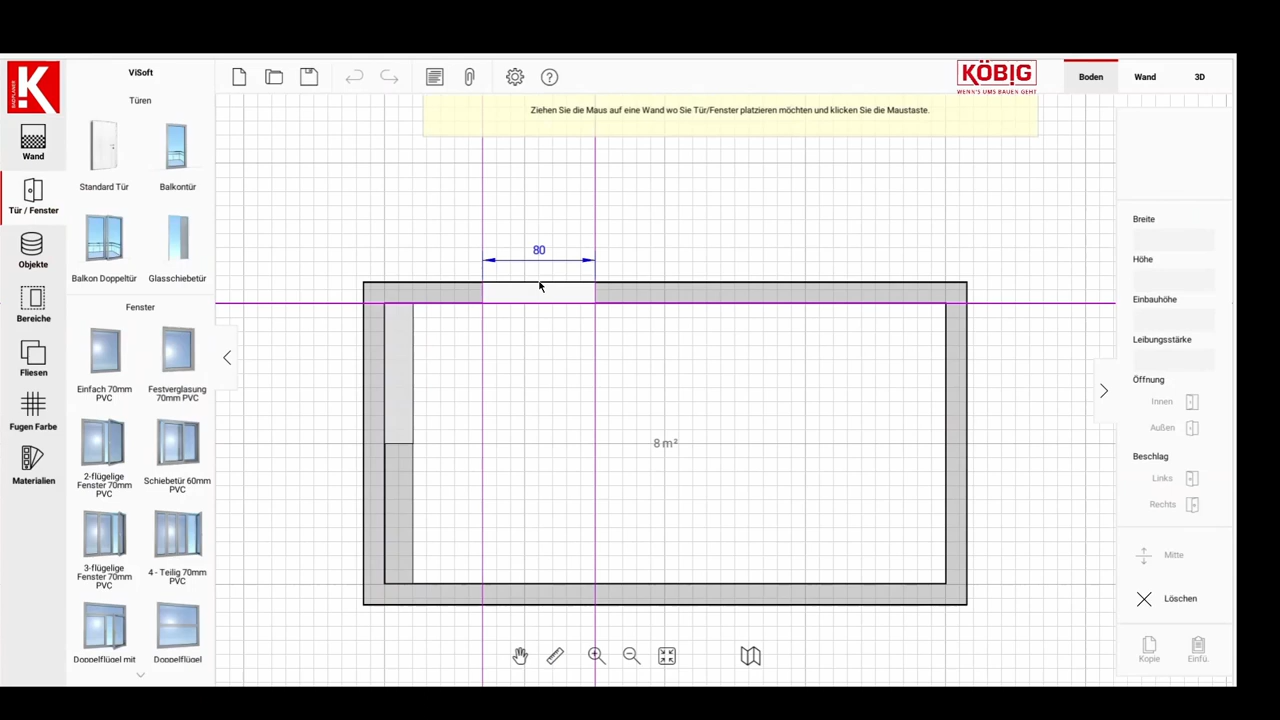 ViSoft
KÖBIG
WENN'S UMS BAUEN GEHT
Boden
Wand
3D
Türen
Ziehen Sie die Maus auf eine Wand wo Sie Tür/Fenster platzieren möchten und klicken Sie die Maustaste.
Wand
Standard Tür
Balkontür
Tür / Fenster
Objekte
Balkon Doppeltür
Glasschiebetür
Fenster
Bereiche
Fliesen
Einfach 70mm
PVC
Festverglasung
70mm PVC
Fugen Farbe
Materialien
2-flügelige
Fenster 70mm
PVC
Schiebetür 60mm
PVC
3-flügelige
Fenster 70mm
PVC
4 - Teilig 70mm
PVC
Doppelflügel mit
Doppelflügel
80
8 m²
Breite
Höhe
Einbauhöhe
Leibungsstärke
Öffnung
Innen
Außen
Beschlag
Links
Rechts
Mitte
Löschen
Kopie
Einfü.